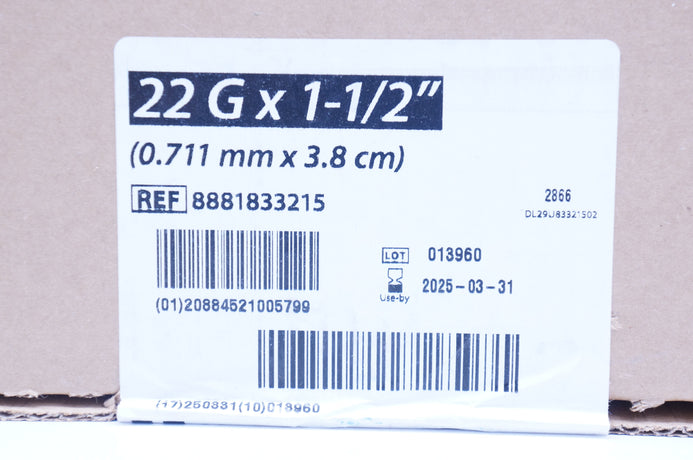 22 G x 1-1/2"
(0.711 mm x 3.8 cm)
REF 8881833215
2866
DL29U83321502
LOT 013960
Use-by 2025-03-31
(01)20884521005799
(17)250331(10)013960